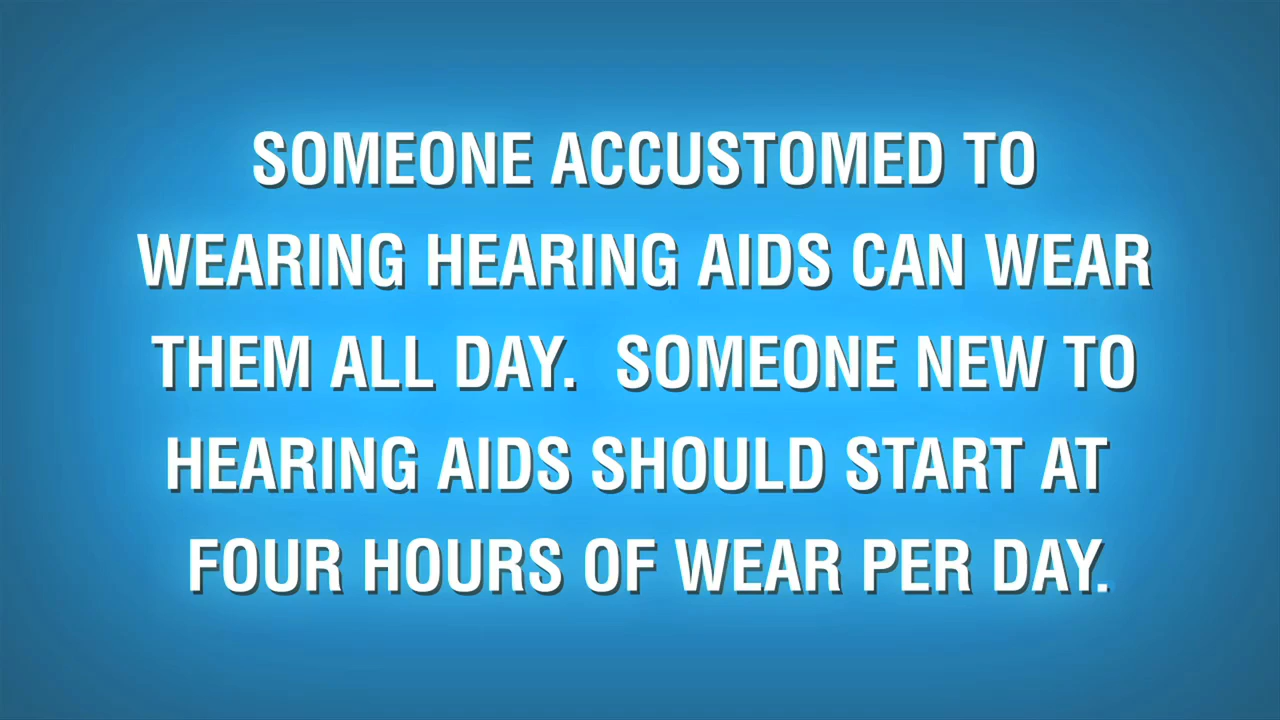 SOMEONE ACCUSTOMED TO
WEARING HEARING AIDS CAN WEAR
THEM ALL DAY.  SOMEONE NEW TO
HEARING AIDS SHOULD START AT
FOUR HOURS OF WEAR PER DAY.